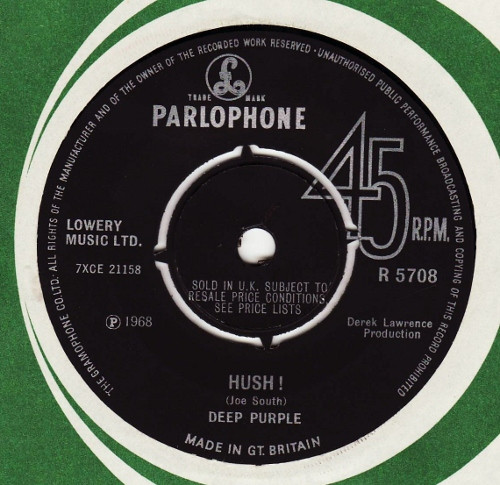 THE GRAMOPHONE CO. LTD. ALL RIGHTS OF THE MANUFACTURER AND OF THE OWNER OF THE RECORDED WORK RESERVED · UNAUTHORISED PUBLIC PERFORMANCE BROADCASTING AND COPYING OF THIS RECORD PROHIBITED
£
TRADE MARK
PARLOPHONE
45
R.P.M.
LOWERY
MUSIC LTD.
7XCE 21158
R 5708
SOLD IN U.K. SUBJECT TO
RESALE PRICE CONDITIONS,
SEE PRICE LISTS
Ⓟ 1968
Derek Lawrence
Production
HUSH !
(Joe South)
DEEP PURPLE
MADE IN GT. BRITAIN